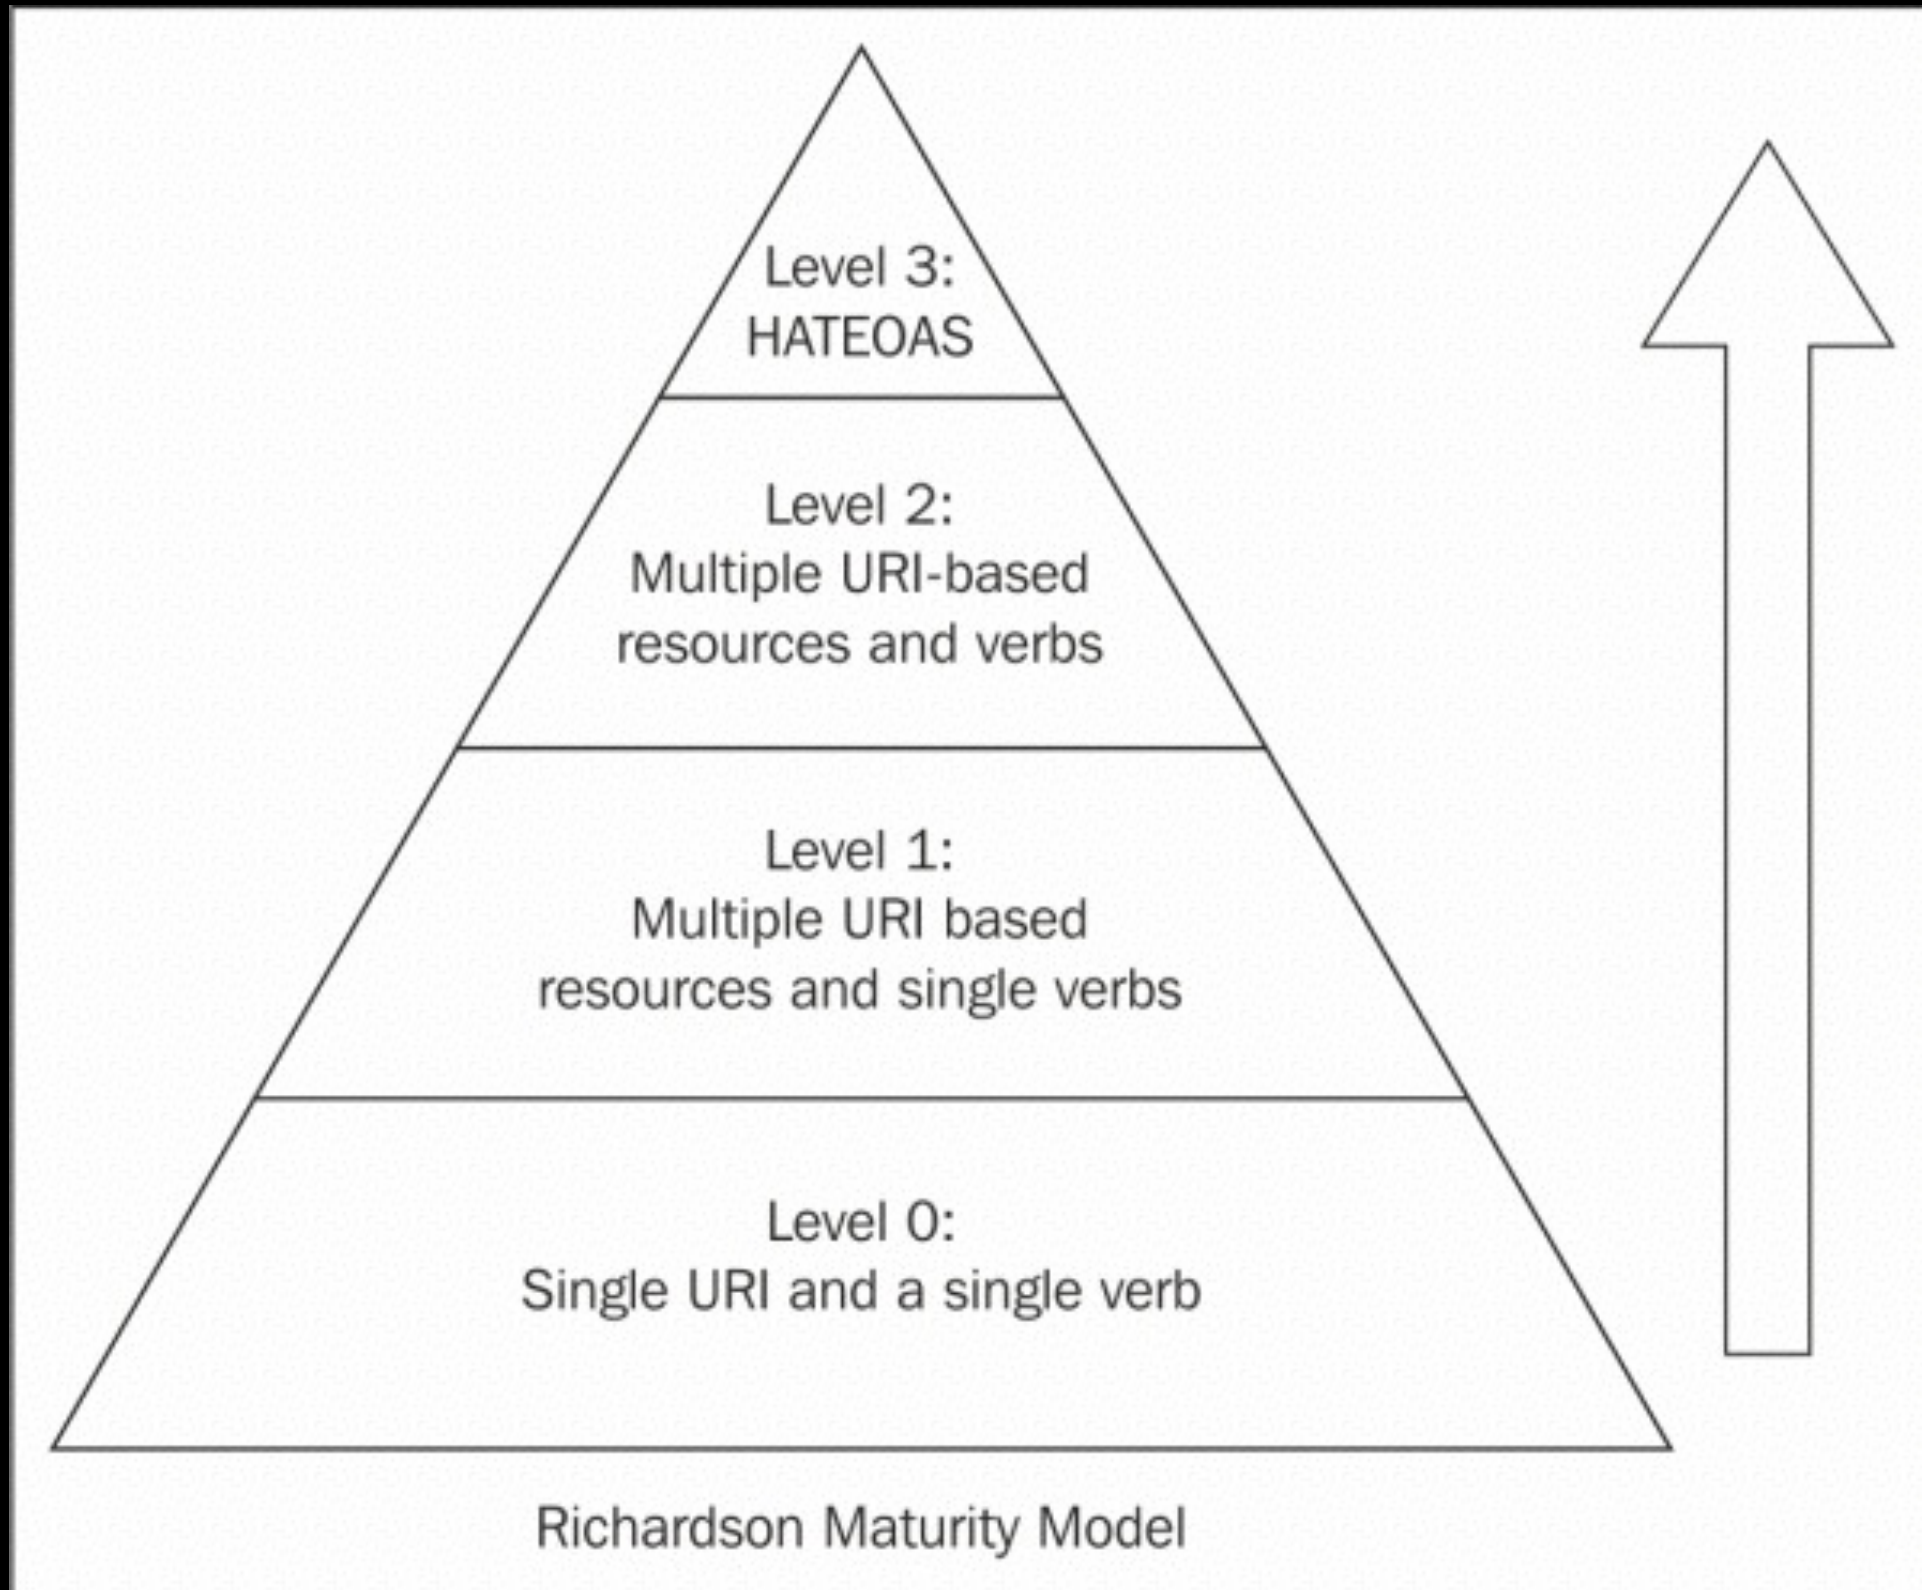 Level 3:
HATEOAS
Level 2:
Multiple URI-based
resources and verbs
Level 1:
Multiple URI based
resources and single verbs
Level 0:
Single URI and a single verb
Richardson Maturity Model